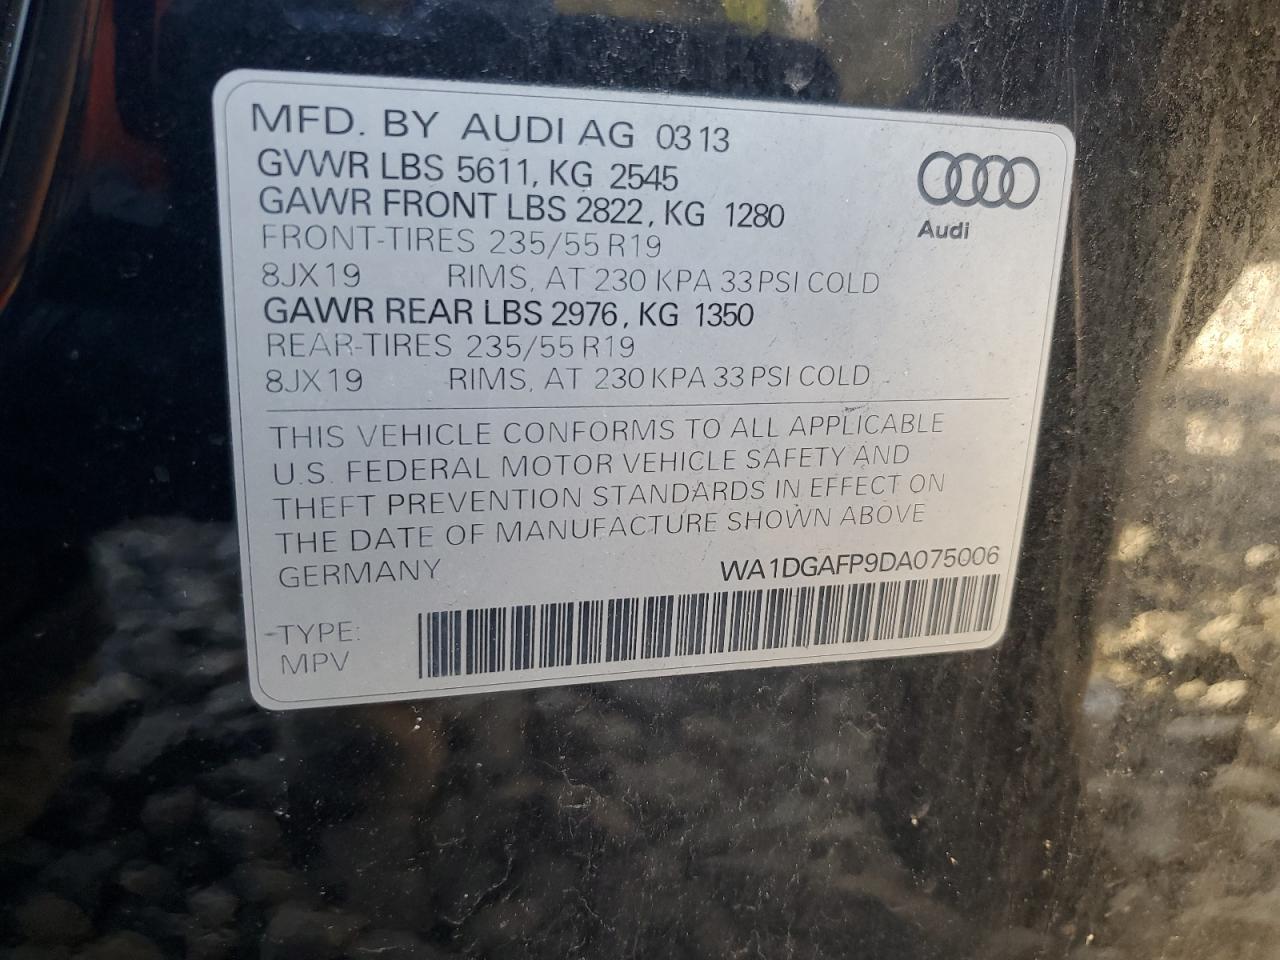 MFD. BY AUDI AG 03 13
GVWR LBS 5611, KG 2545
GAWR FRONT LBS 2822, KG 1280
FRONT-TIRES 235/55 R19
8JX19 RIMS, AT 230 KPA 33 PSI COLD
GAWR REAR LBS 2976, KG 1350
REAR-TIRES 235/55 R19
8JX19 RIMS, AT 230 KPA 33 PSI COLD
Audi
THIS VEHICLE CONFORMS TO ALL APPLICABLE
U.S. FEDERAL MOTOR VEHICLE SAFETY AND
THEFT PREVENTION STANDARDS IN EFFECT ON
THE DATE OF MANUFACTURE SHOWN ABOVE
GERMANY WA1DGAFP9DA075006
TYPE:
MPV